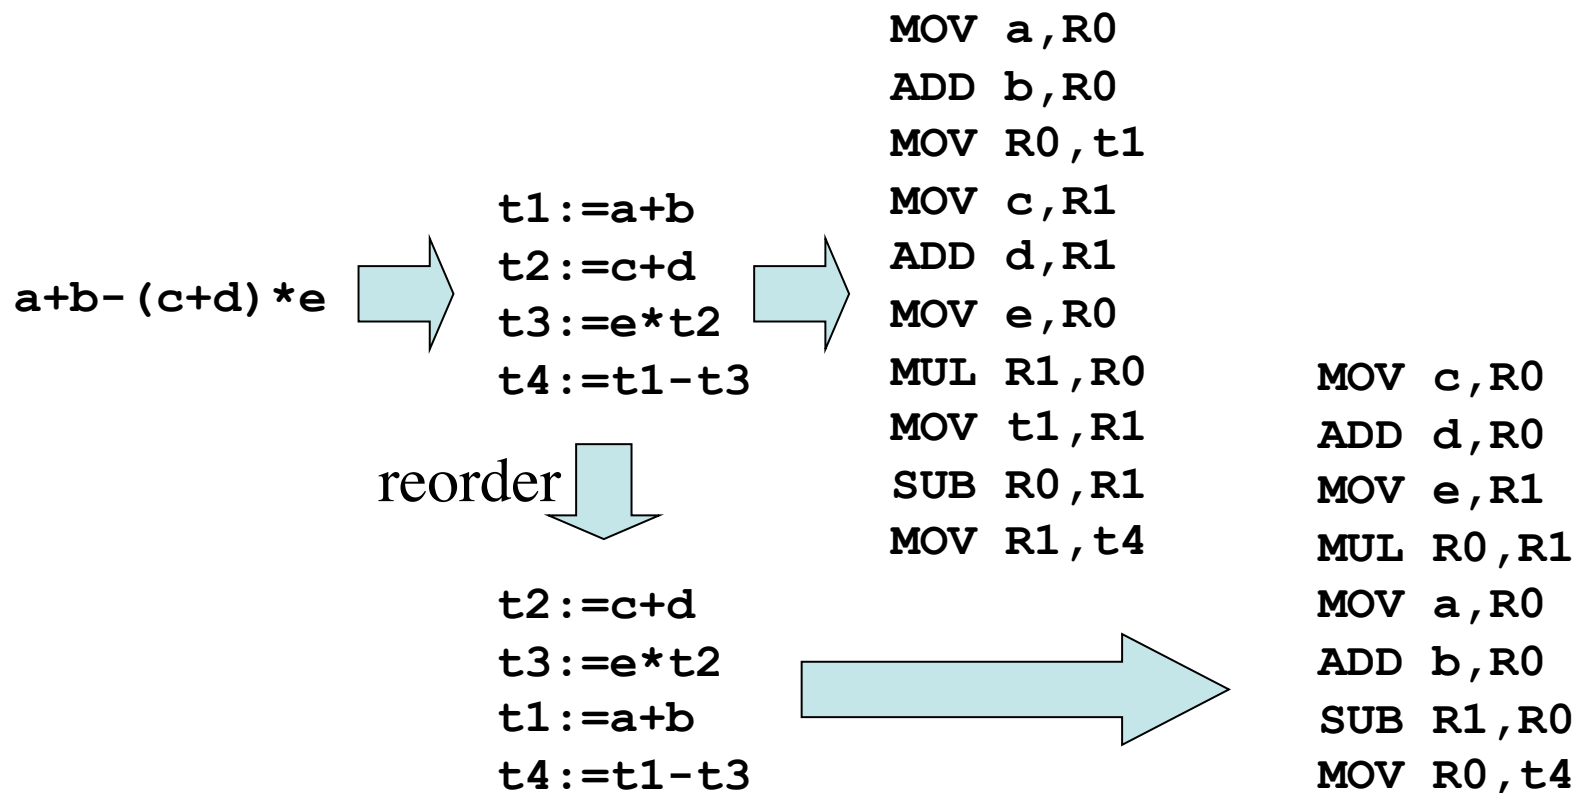 a+b-(c+d)*e
t1:=a+b
t2:=c+d
t3:=e*t2
t4:=t1-t3
MOV a,R0
ADD b,R0
MOV R0,t1
MOV c,R1
ADD d,R1
MOV e,R0
MUL R1,R0
MOV t1,R1
SUB R0,R1
MOV R1,t4
reorder
t2:=c+d
t3:=e*t2
t1:=a+b
t4:=t1-t3
MOV c,R0
ADD d,R0
MOV e,R1
MUL R0,R1
MOV a,R0
ADD b,R0
SUB R1,R0
MOV R0,t4